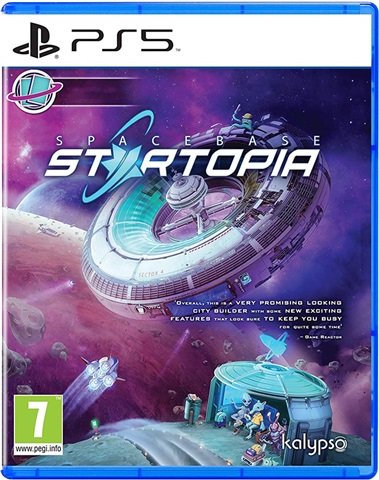 PS5
SPACEBASE
STARTOPIA
SECTOR 4
"OVERALL, THIS IS A VERY PROMISING LOOKING
CITY BUILDER WITH SOME NEW EXCITING
FEATURES THAT LOOK SURE TO KEEP YOU BUSY
FOR QUITE SOME TIME"
- GAME REACTOR
7
www.pegi.info
kalypso